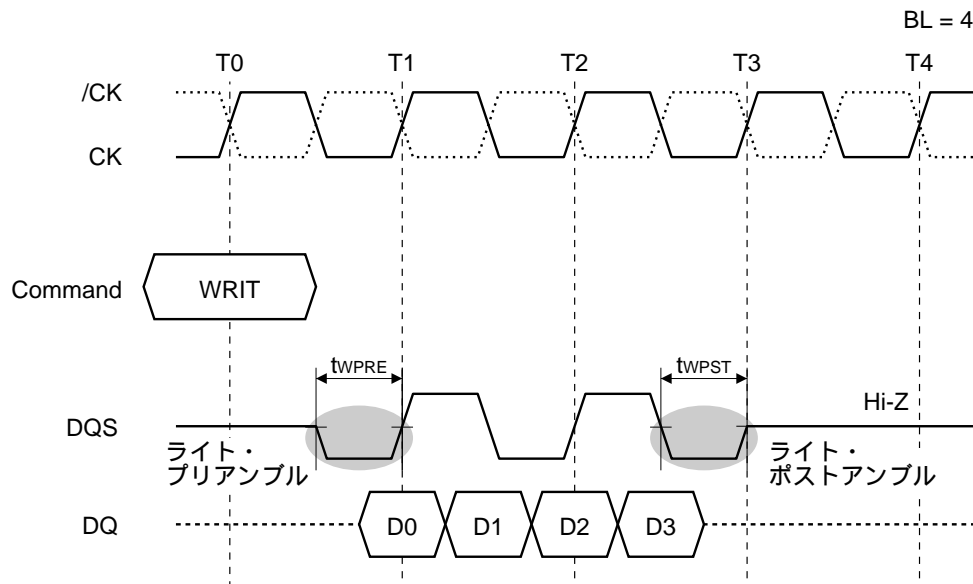 BL = 4
T0 T1 T2 T3 T4
/CK
CK
Command WRIT
tWPRE tWPST
Hi-Z
DQS
ライト・
プリアンブル
ライト・
ポストアンブル
DQ D0 D1 D2 D3